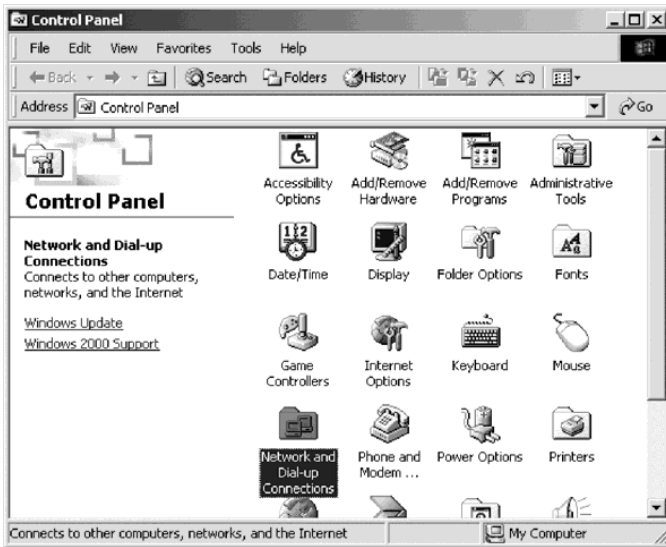 Control Panel
File Edit View Favorites Tools Help
Back Search Folders History
Address Control Panel Go
Control Panel
Network and Dial-up
Connections
Connects to other computers,
networks, and the Internet
Windows Update
Windows 2000 Support
Accessibility
Options
Add/Remove
Hardware
Add/Remove
Programs
Administrative
Tools
Date/Time
Display
Folder Options
Fonts
Game
Controllers
Internet
Options
Keyboard
Mouse
Network and
Dial-up
Connections
Phone and
Modem ...
Power Options
Printers
Connects to other computers, networks, and the Internet
My Computer